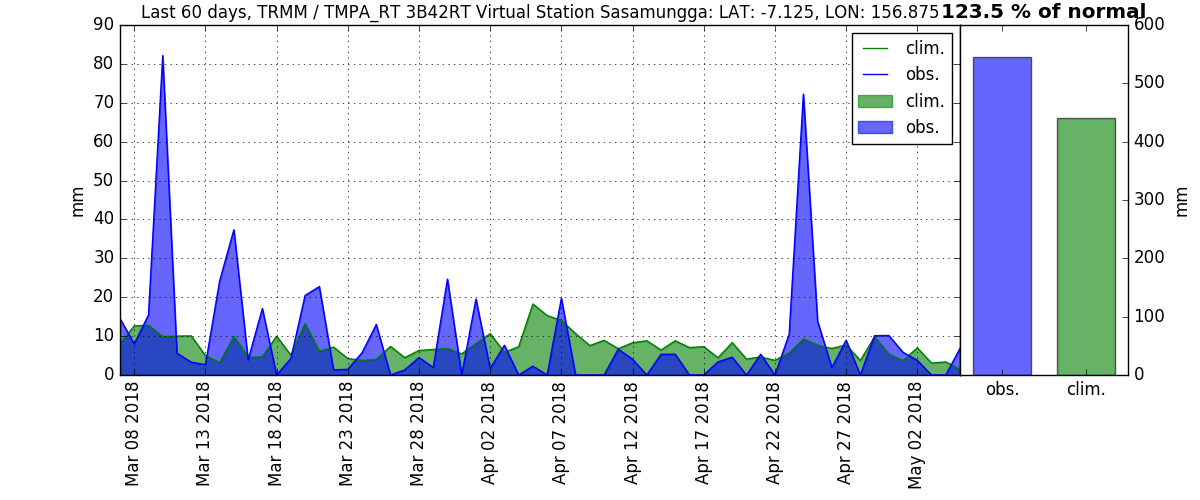 Last 60 days, TRMM / TMPA_RT 3B42RT Virtual Station Sasamungga: LAT: -7.125, LON: 156.875
123.5 % of normal
clim.
obs.
clim.
obs.
mm
90
80
70
60
50
40
30
20
10
0
Mar 08 2018
Mar 13 2018
Mar 18 2018
Mar 23 2018
Mar 28 2018
Apr 02 2018
Apr 07 2018
Apr 12 2018
Apr 17 2018
Apr 22 2018
Apr 27 2018
May 02 2018
600
500
400
300
200
100
0
mm
obs.
clim.